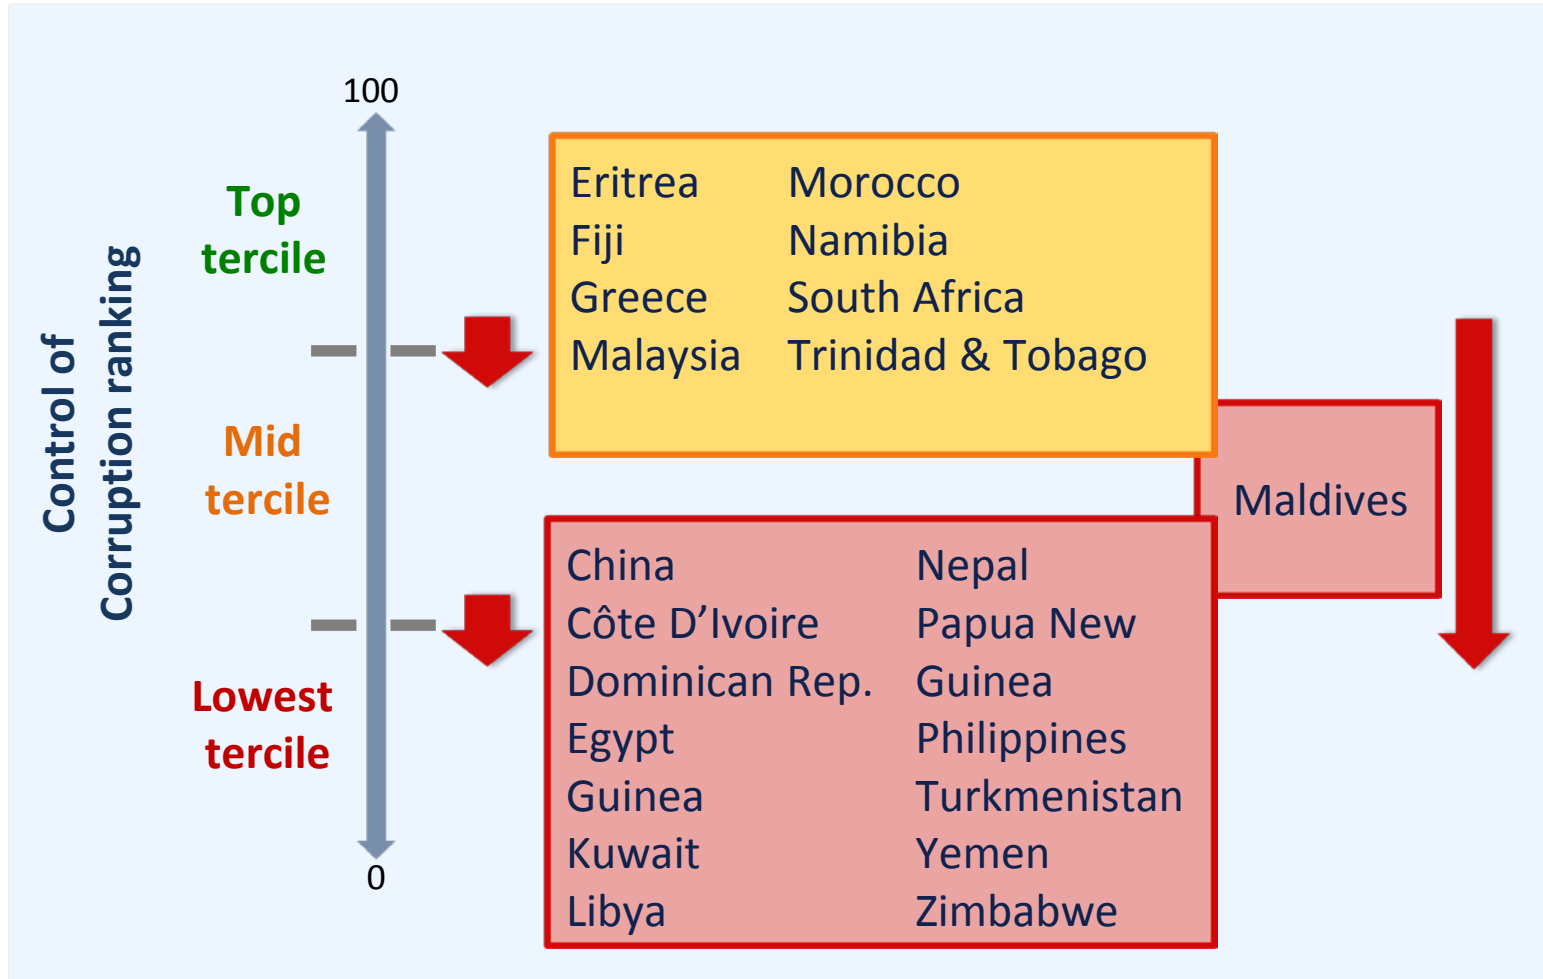 Control of
Corruption ranking
100
Top
tercile
Mid
tercile
Lowest
tercile
0
Eritrea
Fiji
Greece
Malaysia
Morocco
Namibia
South Africa
Trinidad & Tobago
Maldives
China
Côte D’Ivoire
Dominican Rep.
Egypt
Guinea
Kuwait
Libya
Nepal
Papua New
Guinea
Philippines
Turkmenistan
Yemen
Zimbabwe